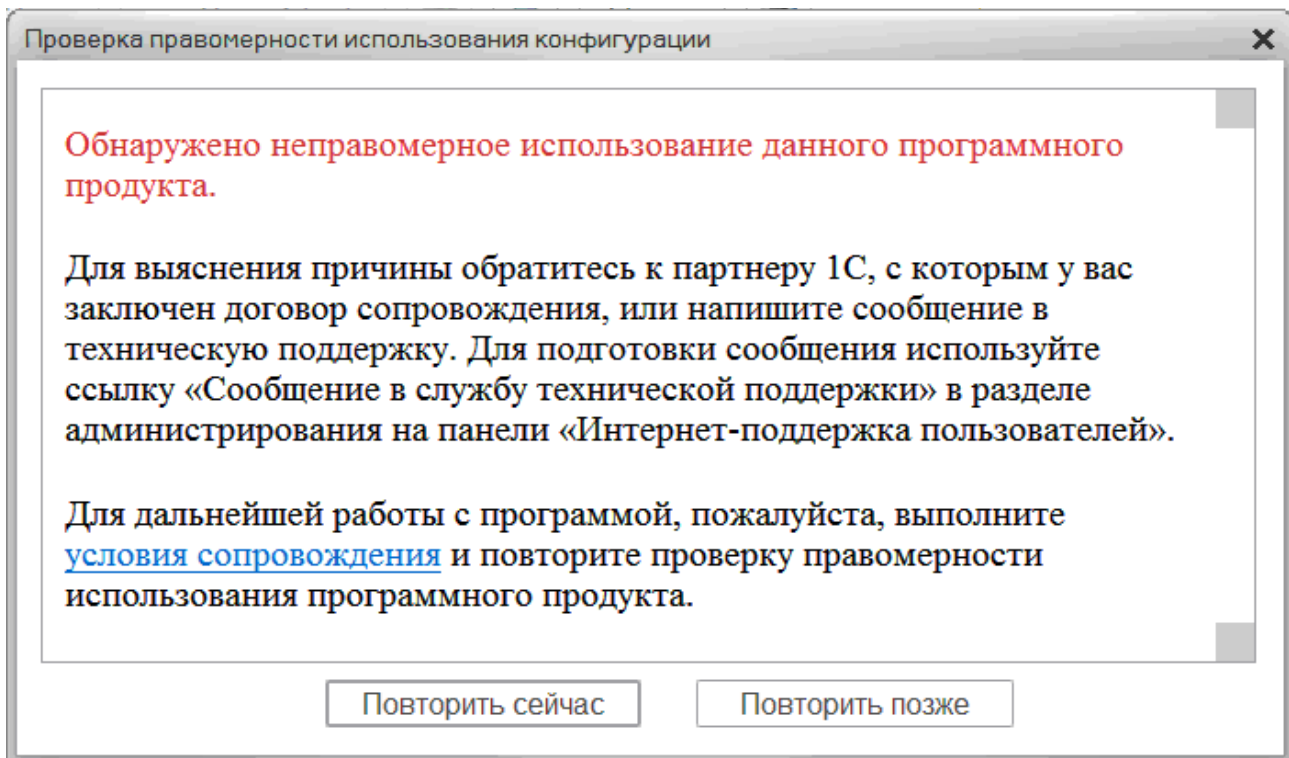 Проверка правомерности использования конфигурации
Обнаружено неправомерное использование данного программного
продукта.
Для выяснения причины обратитесь к партнеру 1С, с которым у вас
заключен договор сопровождения, или напишите сообщение в
техническую поддержку. Для подготовки сообщения используйте
ссылку «Сообщение в службу технической поддержки» в разделе
администрирования на панели «Интернет-поддержка пользователей».
Для дальнейшей работы с программой, пожалуйста, выполните
условия сопровождения и повторите проверку правомерности
использования программного продукта.
Повторить сейчас
Повторить позже